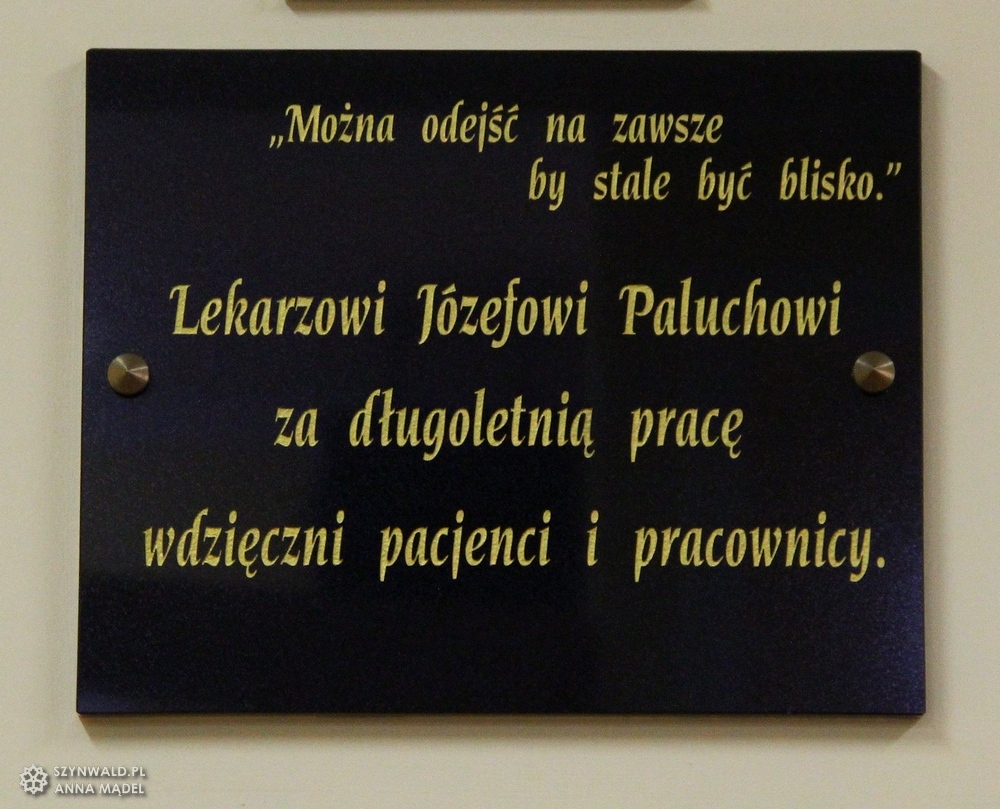 „Można odejść na zawsze
by stale być blisko.”
Lekarzowi Józefowi Paluchowi
za długoletnią pracę
wdzięczni pacjenci i pracownicy.
SZYNWALD.PL
ANNA MĄDEL